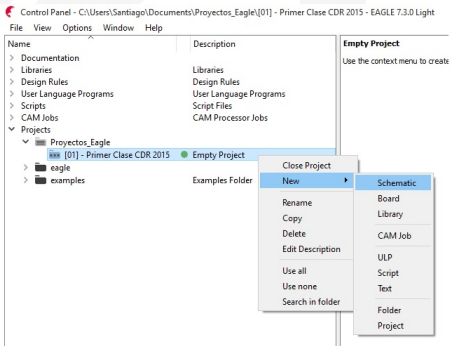 Control Panel - C:\Users\Santiago\Documents\Proyectos_Eagle\[01] - Primer Clase CDR 2015 - EAGLE 7.3.0 Light
File View Options Window Help
Name Description
Documentation
Libraries Libraries
Design Rules Design Rules
User Language Programs User Language Programs
Scripts Script Files
CAM Jobs CAM Processor Jobs
Projects
Proyectos_Eagle
[01] - Primer Clase CDR 2015 Empty Project
eagle
examples Examples Folder
Empty Project
Use the context menu to create
Close Project
New
Rename
Copy
Delete
Edit Description
Use all
Use none
Search in folder
Schematic
Board
Library
CAM Job
ULP
Script
Text
Folder
Project